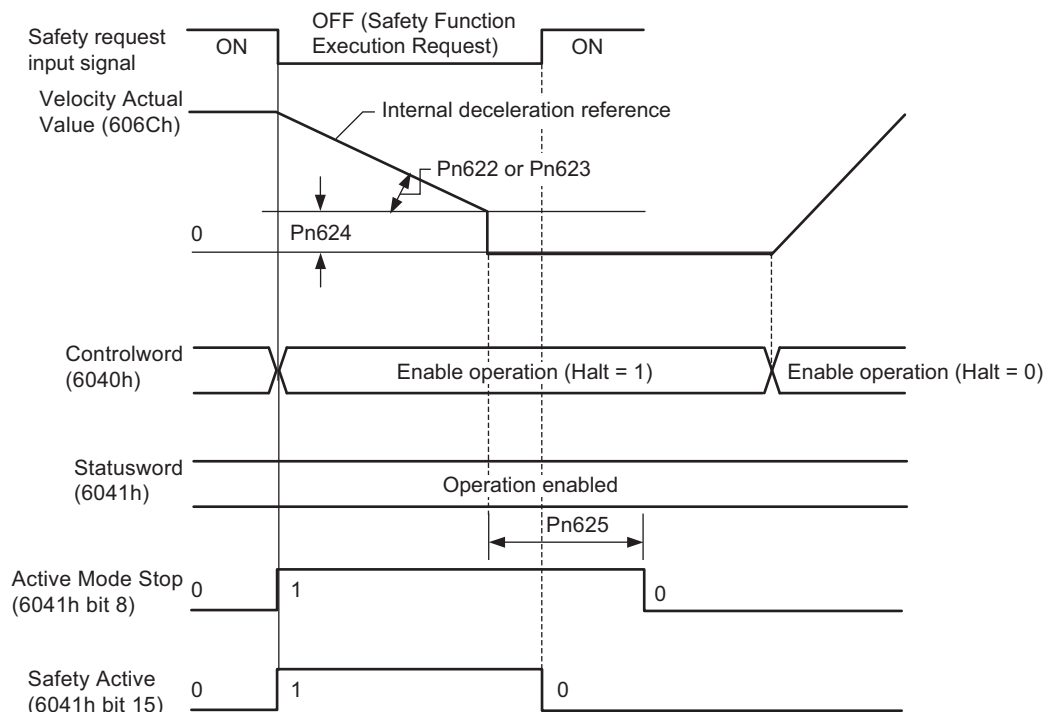 OFF (Safety Function
Execution Request)
Safety request
input signal
ON
ON
Velocity Actual
Value (606Ch)
Internal deceleration reference
Pn622 or Pn623
0
Pn624
Controlword
(6040h)
Enable operation (Halt = 1)
Enable operation (Halt = 0)
Statusword
(6041h)
Operation enabled
Pn625
Active Mode Stop
(6041h bit 8)
0
1
0
Safety Active
(6041h bit 15)
0
1
0